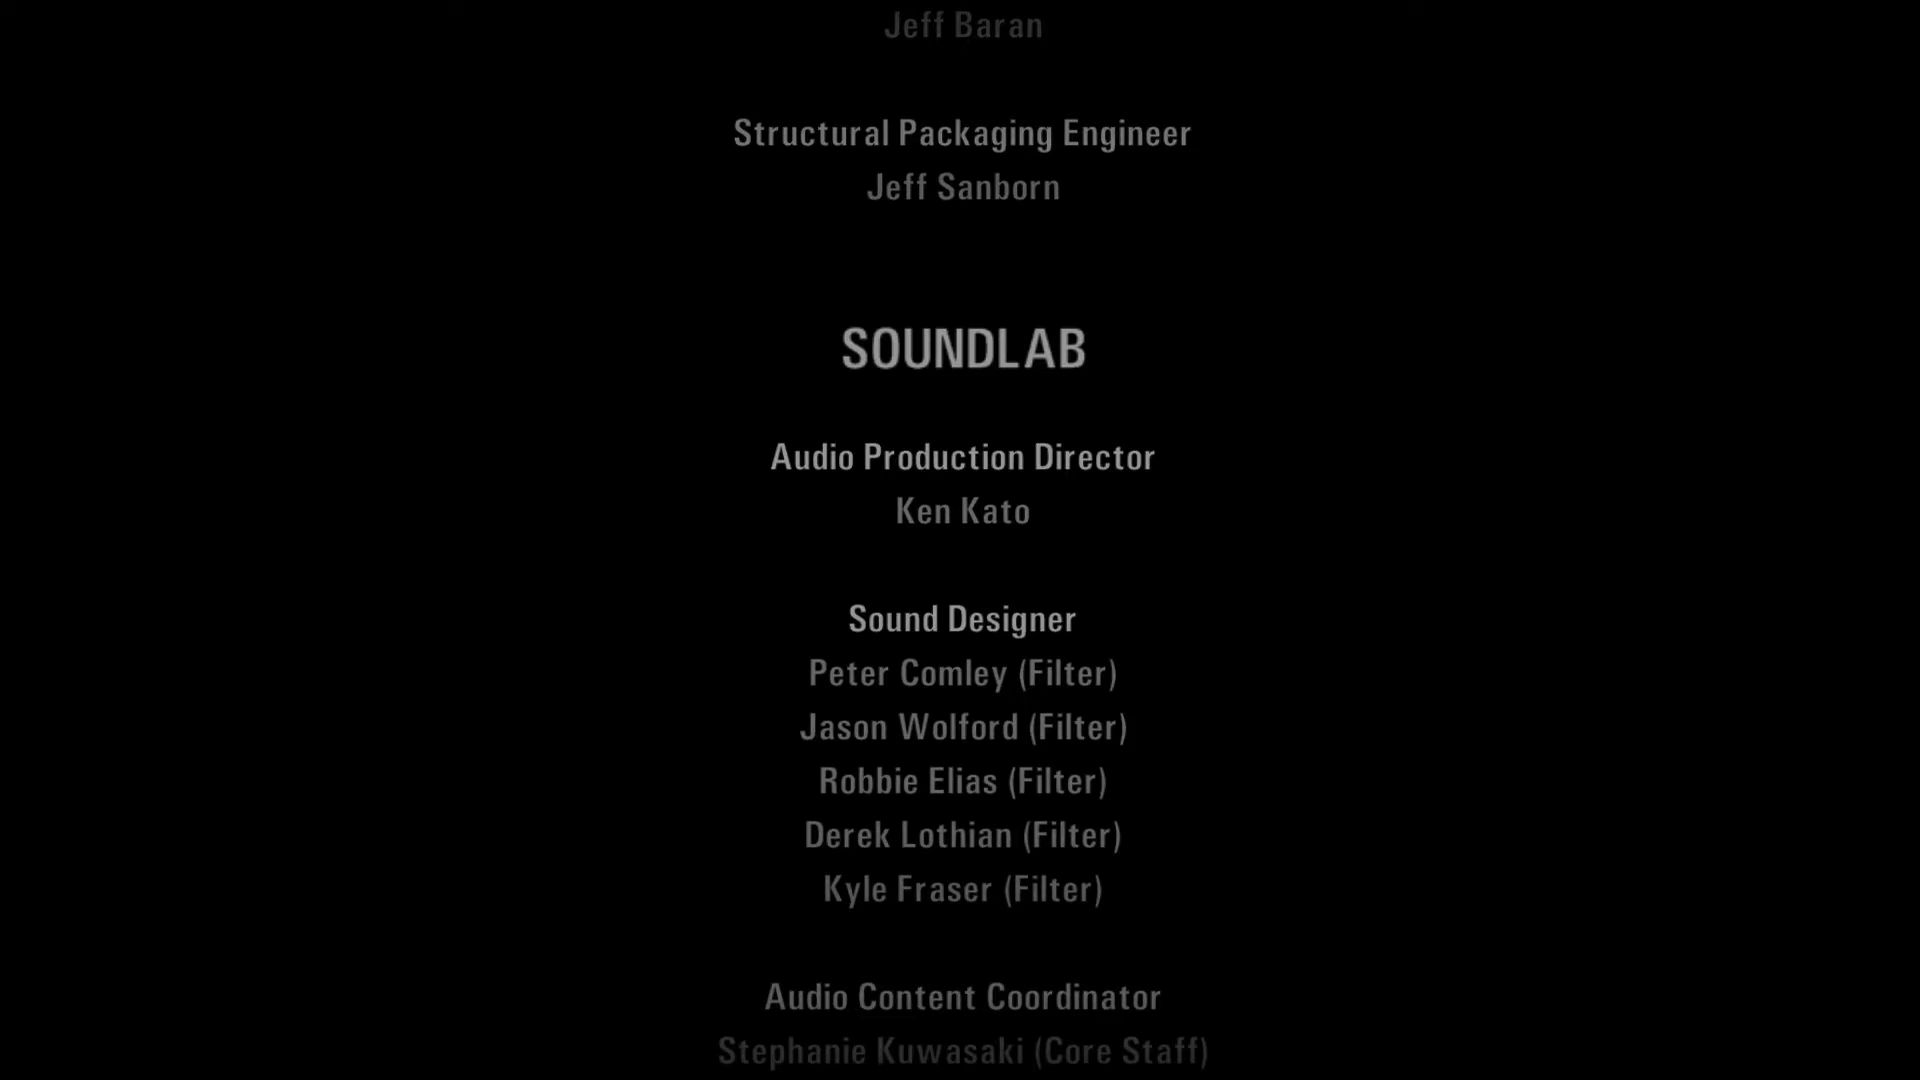 Jeff Baran
Structural Packaging Engineer
Jeff Sanborn
SOUNDLAB
Audio Production Director
Ken Kato
Sound Designer
Peter Comley (Filter)
Jason Wolford (Filter)
Robbie Elias (Filter)
Derek Lothian (Filter)
Kyle Fraser (Filter)
Audio Content Coordinator
Stephanie Kuwasaki (Core Staff)